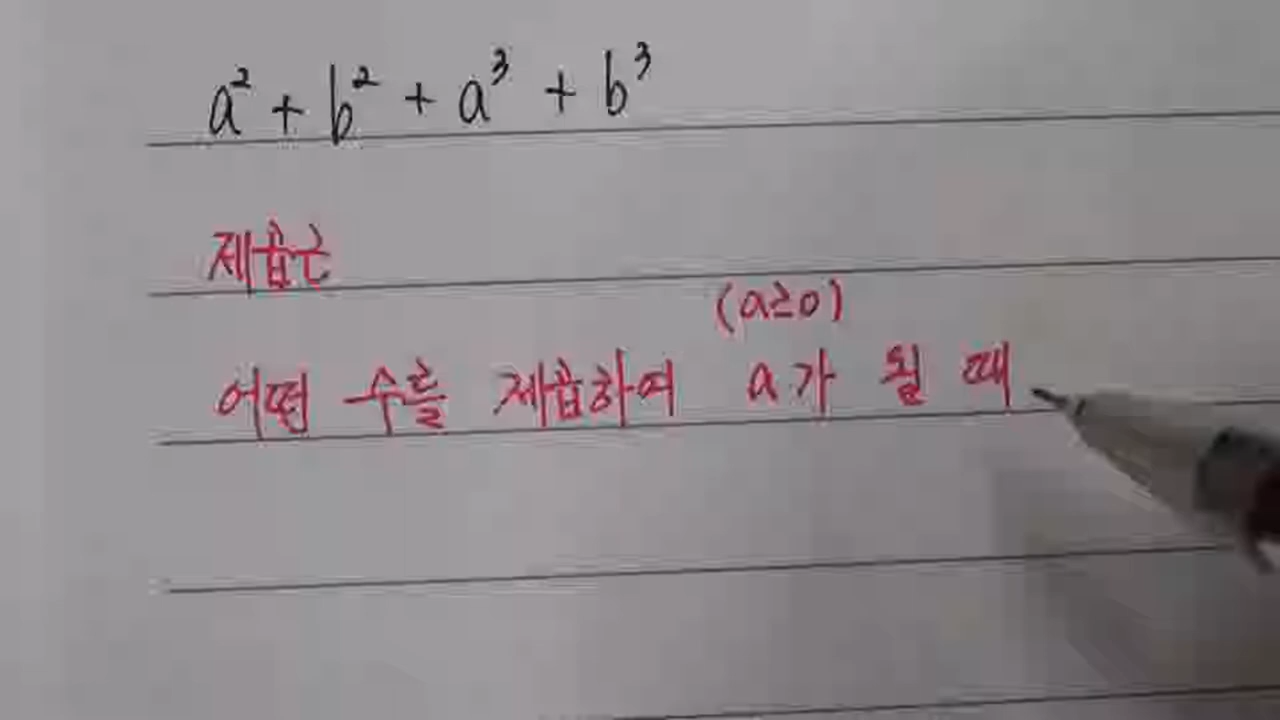 a² + b² + a³ + b³
제곱근
(a≥0)
어떤 수를 제곱하여 a가 될 때